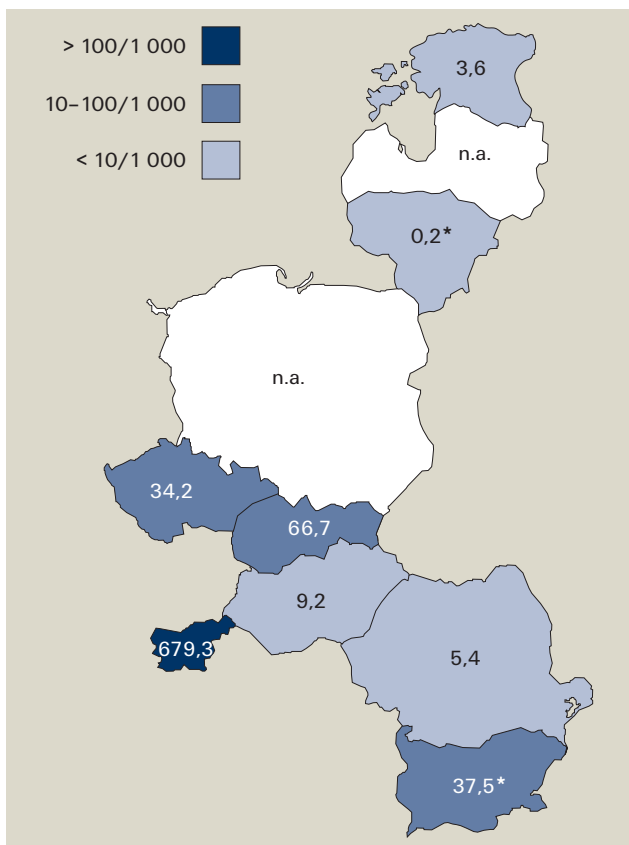 > 100/1 000
10–100/1 000
< 10/1 000
3,6
n.a.
0,2*
n.a.
34,2
66,7
9,2
679,3
5,4
37,5*